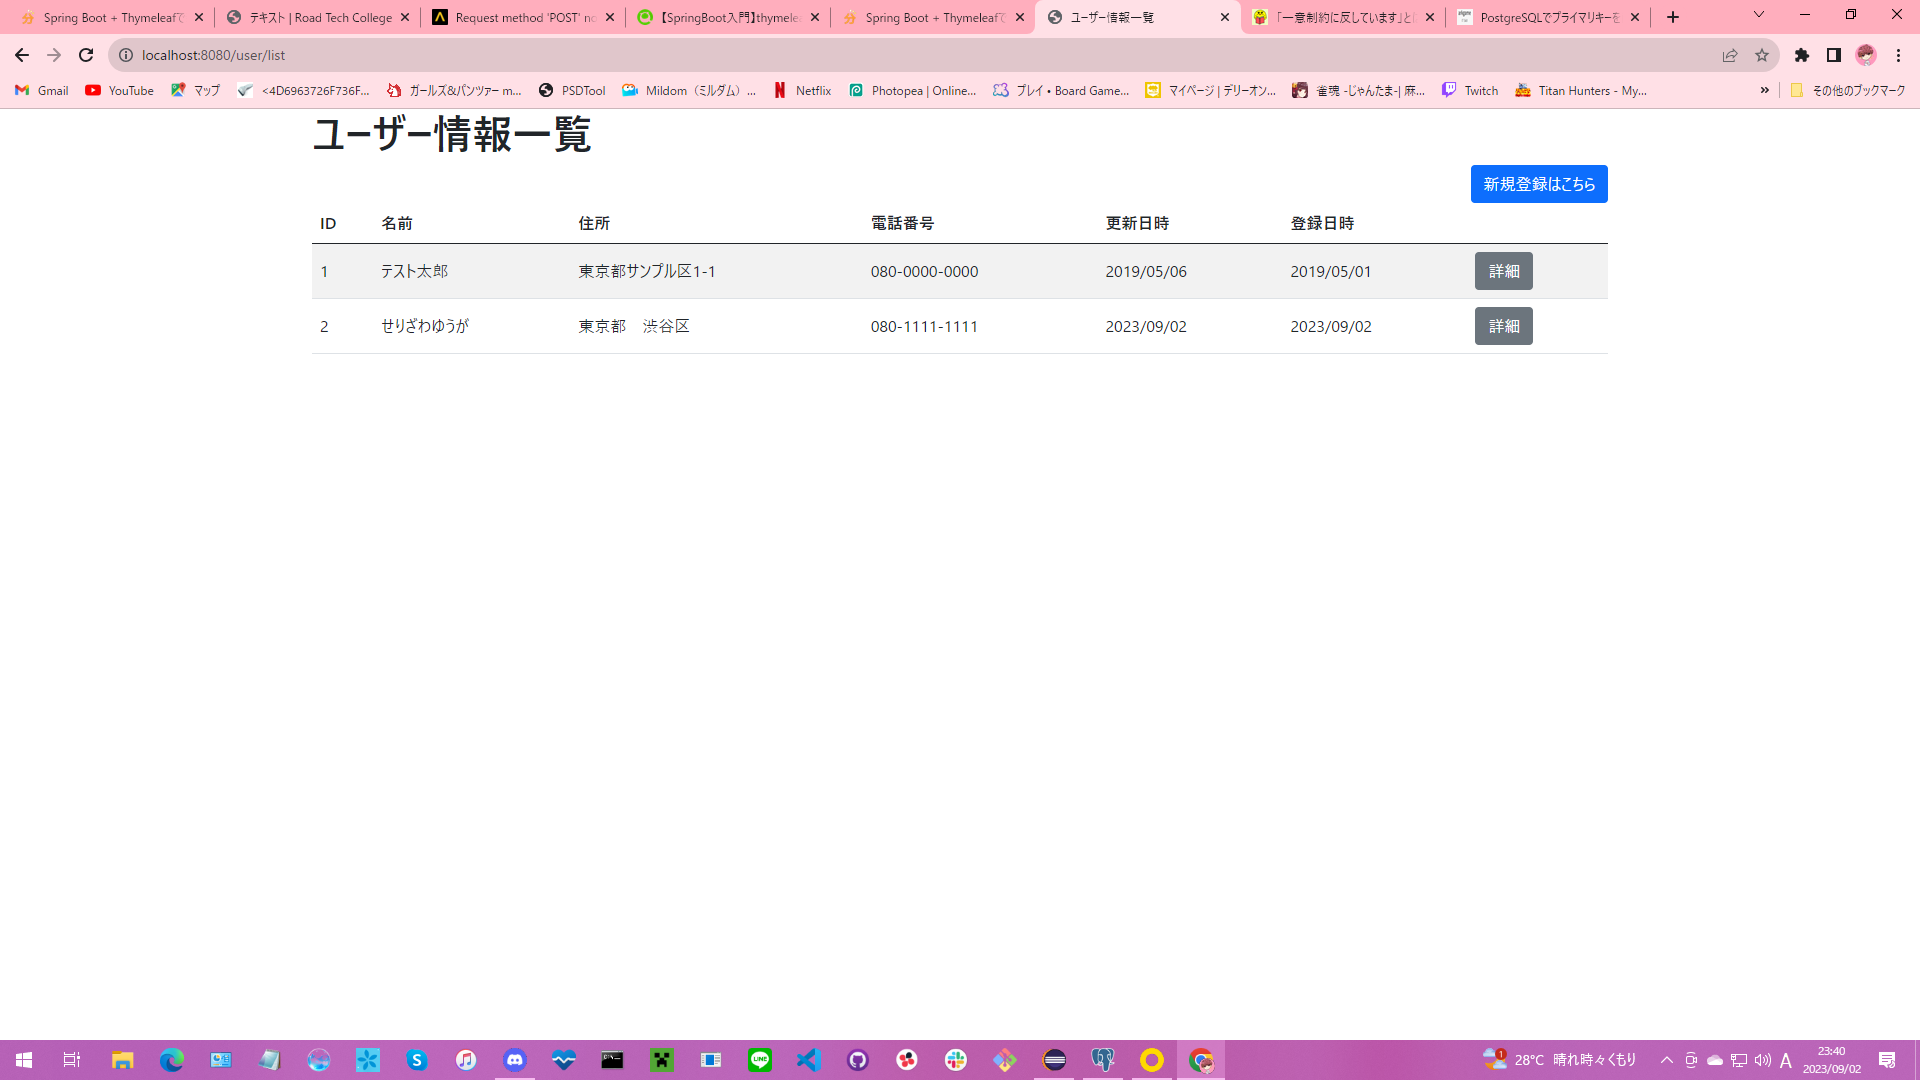 Spring Boot + Thymeleafで
テキスト | Road Tech College
Request method 'POST' no
【SpringBoot入門】thymelea
Spring Boot + Thymeleafで
ユーザー情報一覧
「一意制約に反しています」と
PostgreSQLでプライマリキーを
localhost:8080/user/list
Gmail
YouTube
マップ
<4D6963726F736F...
ガールズ&パンツァー m...
PSDTool
Mildom（ミルダム） ...
Netflix
Photopea | Online...
プレイ • Board Game...
マイページ | デリーオン...
雀魂 -じゃんたま-| 麻...
Twitch
Titan Hunters - My...
»
その他のブックマーク
ユーザー情報一覧
新規登録はこちら
ID 名前 住所 電話番号 更新日時 登録日時
1 テスト太郎 東京都サンプル区1-1 080-0000-0000 2019/05/06 2019/05/01 詳細
2 せりざわゆうが 東京都　渋谷区 080-1111-1111 2023/09/02 2023/09/02 詳細
28°C 晴れ時々くもり
A
23:40
2023/09/02